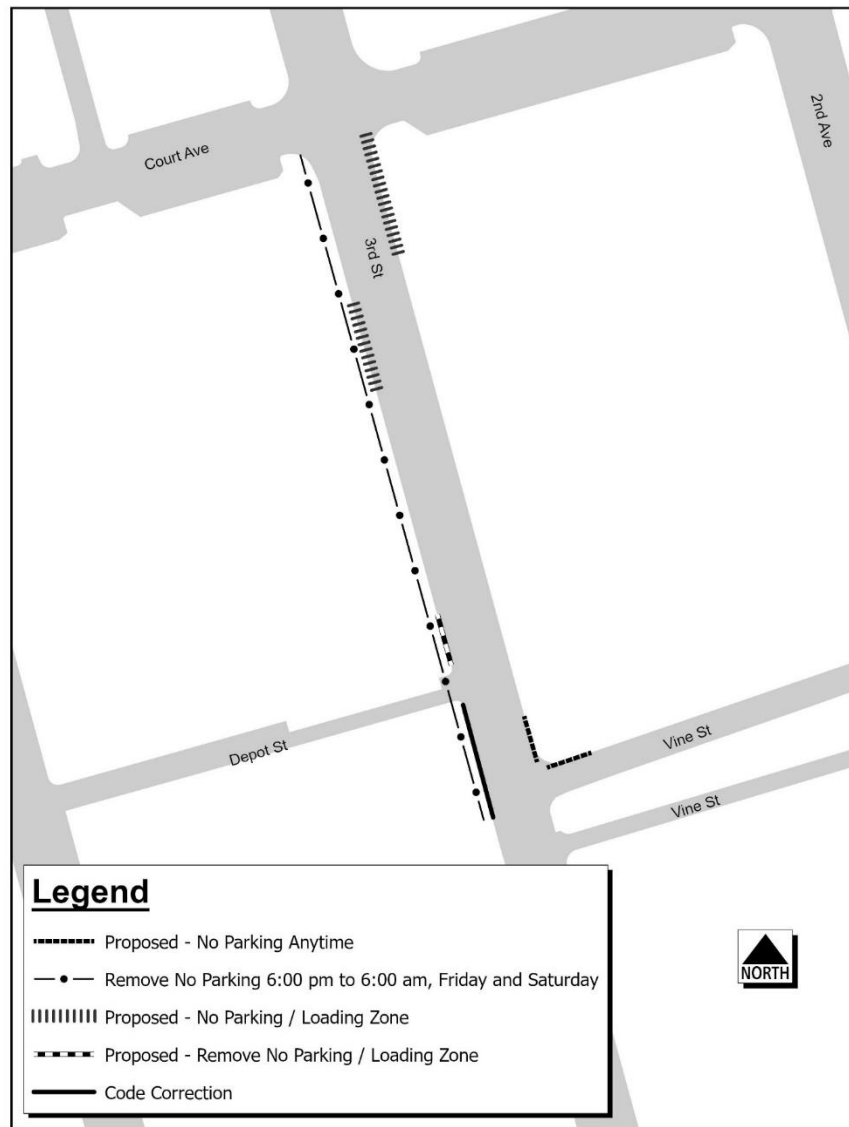 2nd Ave
Court Ave
3rd St
Vine St
Depot St
Vine St
Legend
Proposed - No Parking Anytime
Remove No Parking 6:00 pm to 6:00 am, Friday and Saturday
NORTH
Proposed - No Parking / Loading Zone
Proposed - Remove No Parking / Loading Zone
Code Correction